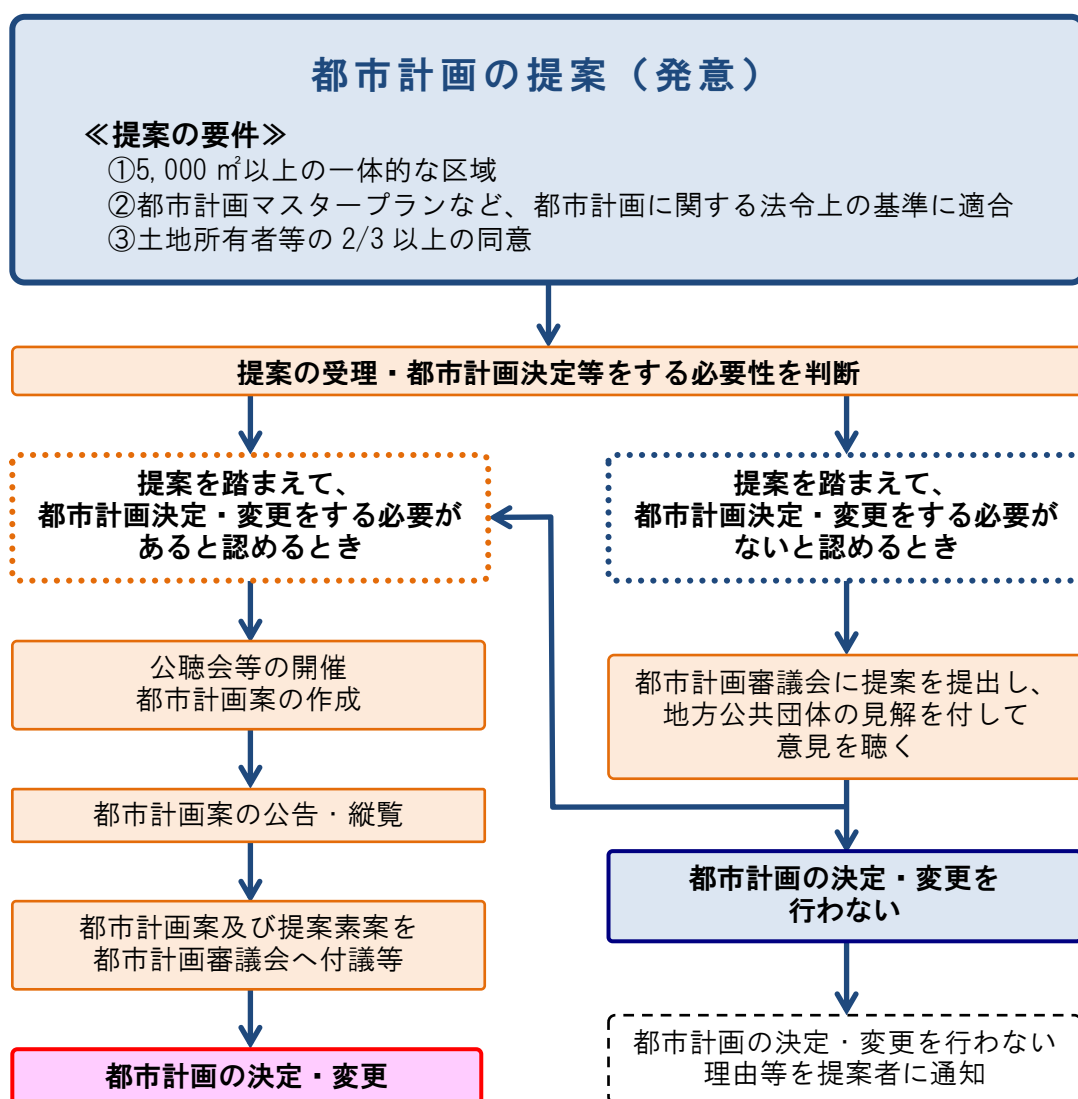 都市計画の提案（発意）
≪提案の要件≫
①5,000 ㎡以上の一体的な区域
②都市計画マスタープランなど、都市計画に関する法令上の基準に適合
③土地所有者等の 2/3 以上の同意
提案の受理・都市計画決定等をする必要性を判断
提案を踏まえて、
都市計画決定・変更をする必要が
あると認めるとき
公聴会等の開催
都市計画案の作成
都市計画案の公告・縦覧
都市計画案及び提案素案を
都市計画審議会へ付議等
都市計画の決定・変更
提案を踏まえて、
都市計画決定・変更をする必要が
ないと認めるとき
都市計画審議会に提案を提出し、
地方公共団体の見解を付して
意見を聴く
都市計画の決定・変更を
行わない
都市計画の決定・変更を行わない
理由等を提案者に通知